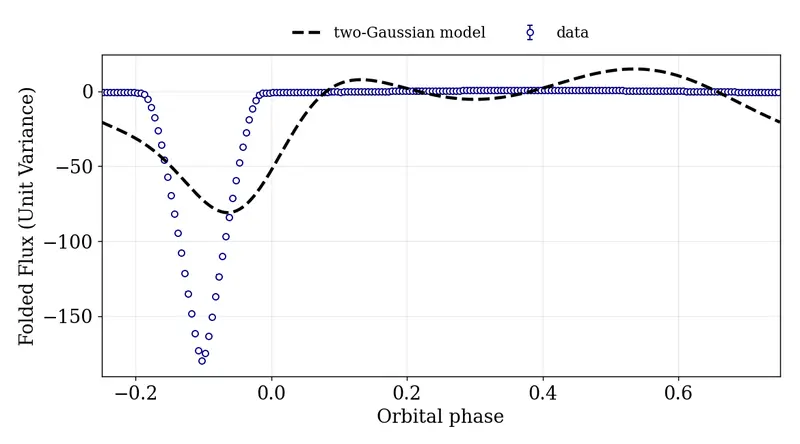 two-Gaussian model
data
Folded Flux (Unit Variance)
0
−50
−100
−150
−0.2
0.0
0.2
0.4
0.6
Orbital phase